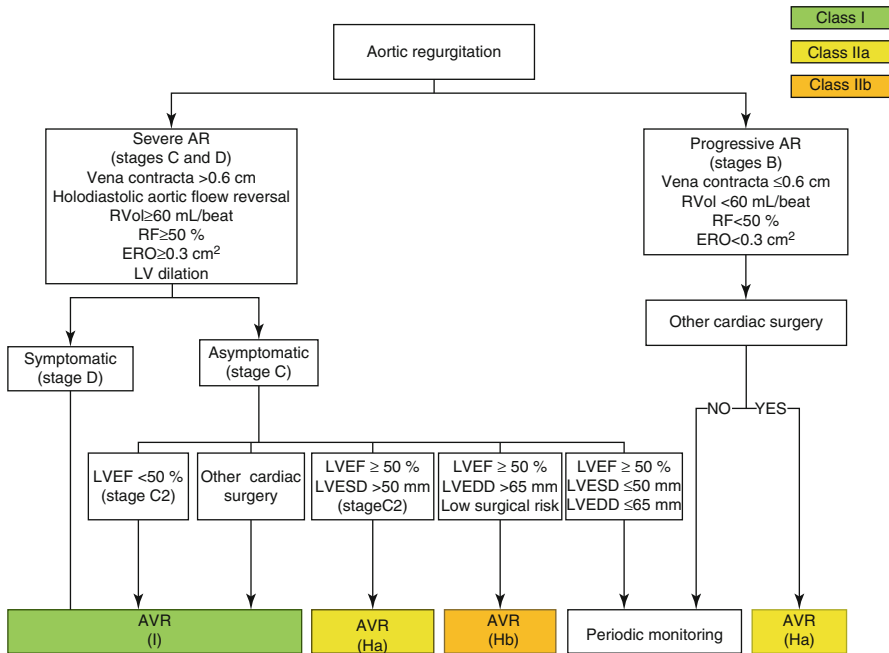 Class I
Class IIa
Class IIb
Aortic regurgitation
Severe AR
(stages C and D)
Vena contracta >0.6 cm
Holodiastolic aortic floew reversal
RVol≥60 mL/beat
RF≥50 %
ERO≥0.3 cm²
LV dilation
Progressive AR
(stages B)
Vena contracta ≤0.6 cm
RVol <60 mL/beat
RF<50 %
ERO<0.3 cm²
Other cardiac surgery
Symptomatic
(stage D)
Asymptomatic
(stage C)
NO
YES
LVEF <50 %
(stage C2)
Other cardiac
surgery
LVEF ≥ 50 %
LVESD >50 mm
(stageC2)
LVEF ≥ 50 %
LVEDD >65 mm
Low surgical risk
LVEF ≥ 50 %
LVESD ≤50 mm
LVEDD ≤65 mm
AVR
(I)
AVR
(Ha)
AVR
(Hb)
Periodic monitoring
AVR
(Ha)